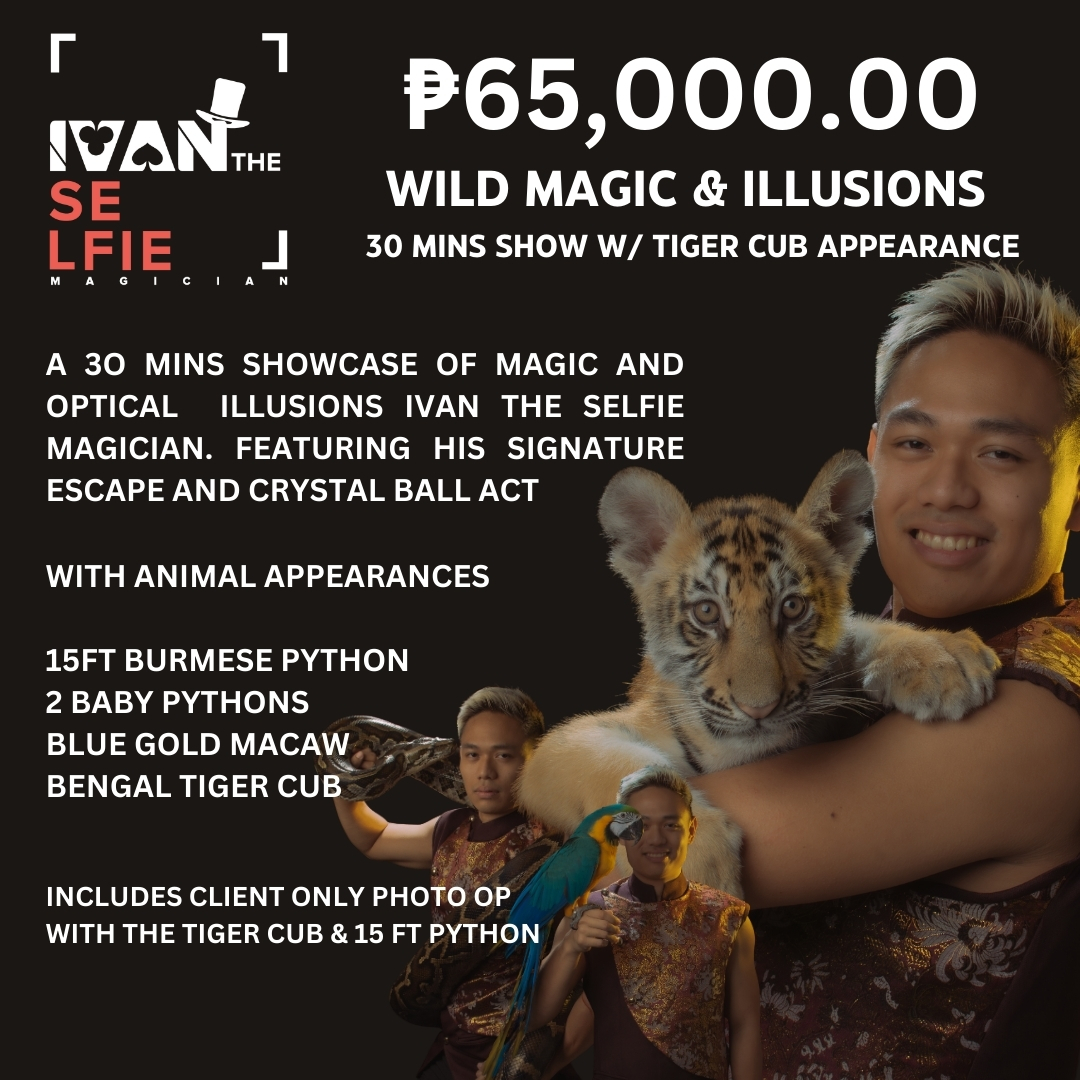 IVAN THE
SE
LFIE
MAGICIAN
₱65,000.00
WILD MAGIC & ILLUSIONS
30 MINS SHOW W/ TIGER CUB APPEARANCE
A 30 MINS SHOWCASE OF MAGIC AND
OPTICAL ILLUSIONS IVAN THE SELFIE
MAGICIAN. FEATURING HIS SIGNATURE
ESCAPE AND CRYSTAL BALL ACT
WITH ANIMAL APPEARANCES
15FT BURMESE PYTHON
2 BABY PYTHONS
BLUE GOLD MACAW
BENGAL TIGER CUB
INCLUDES CLIENT ONLY PHOTO OP
WITH THE TIGER CUB & 15 FT PYTHON